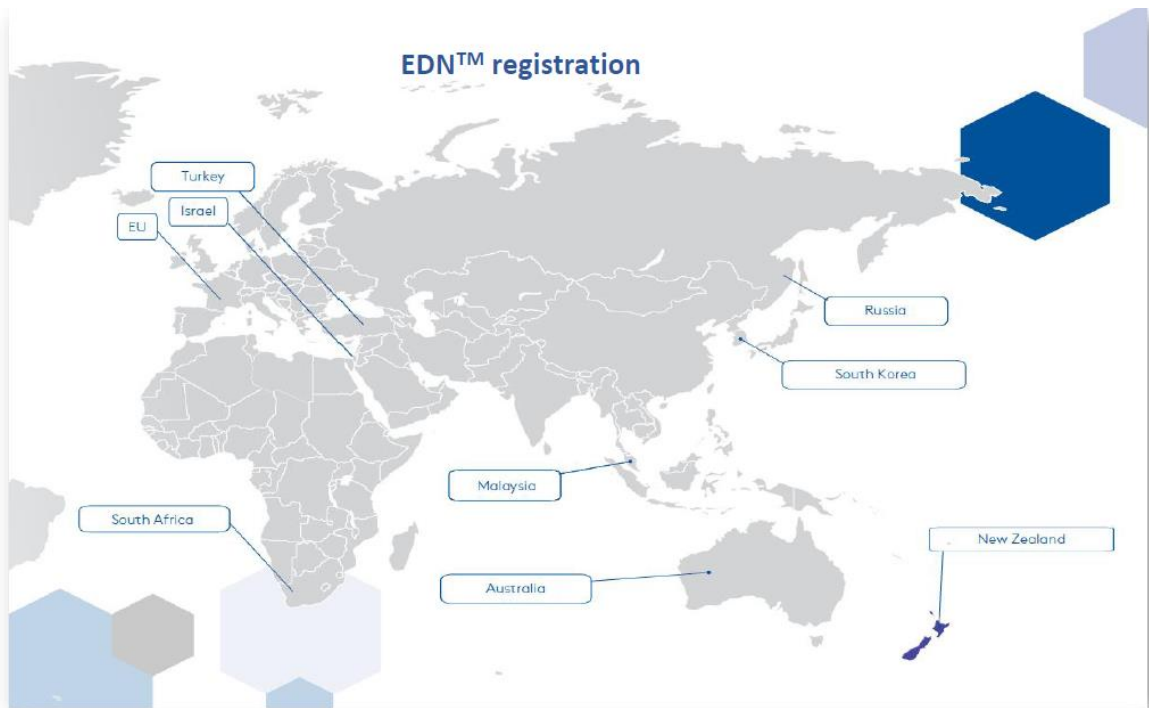 EDN™ registration
Turkey
Israel
EU
Russia
South Korea
Malaysia
South Africa
New Zealand
Australia